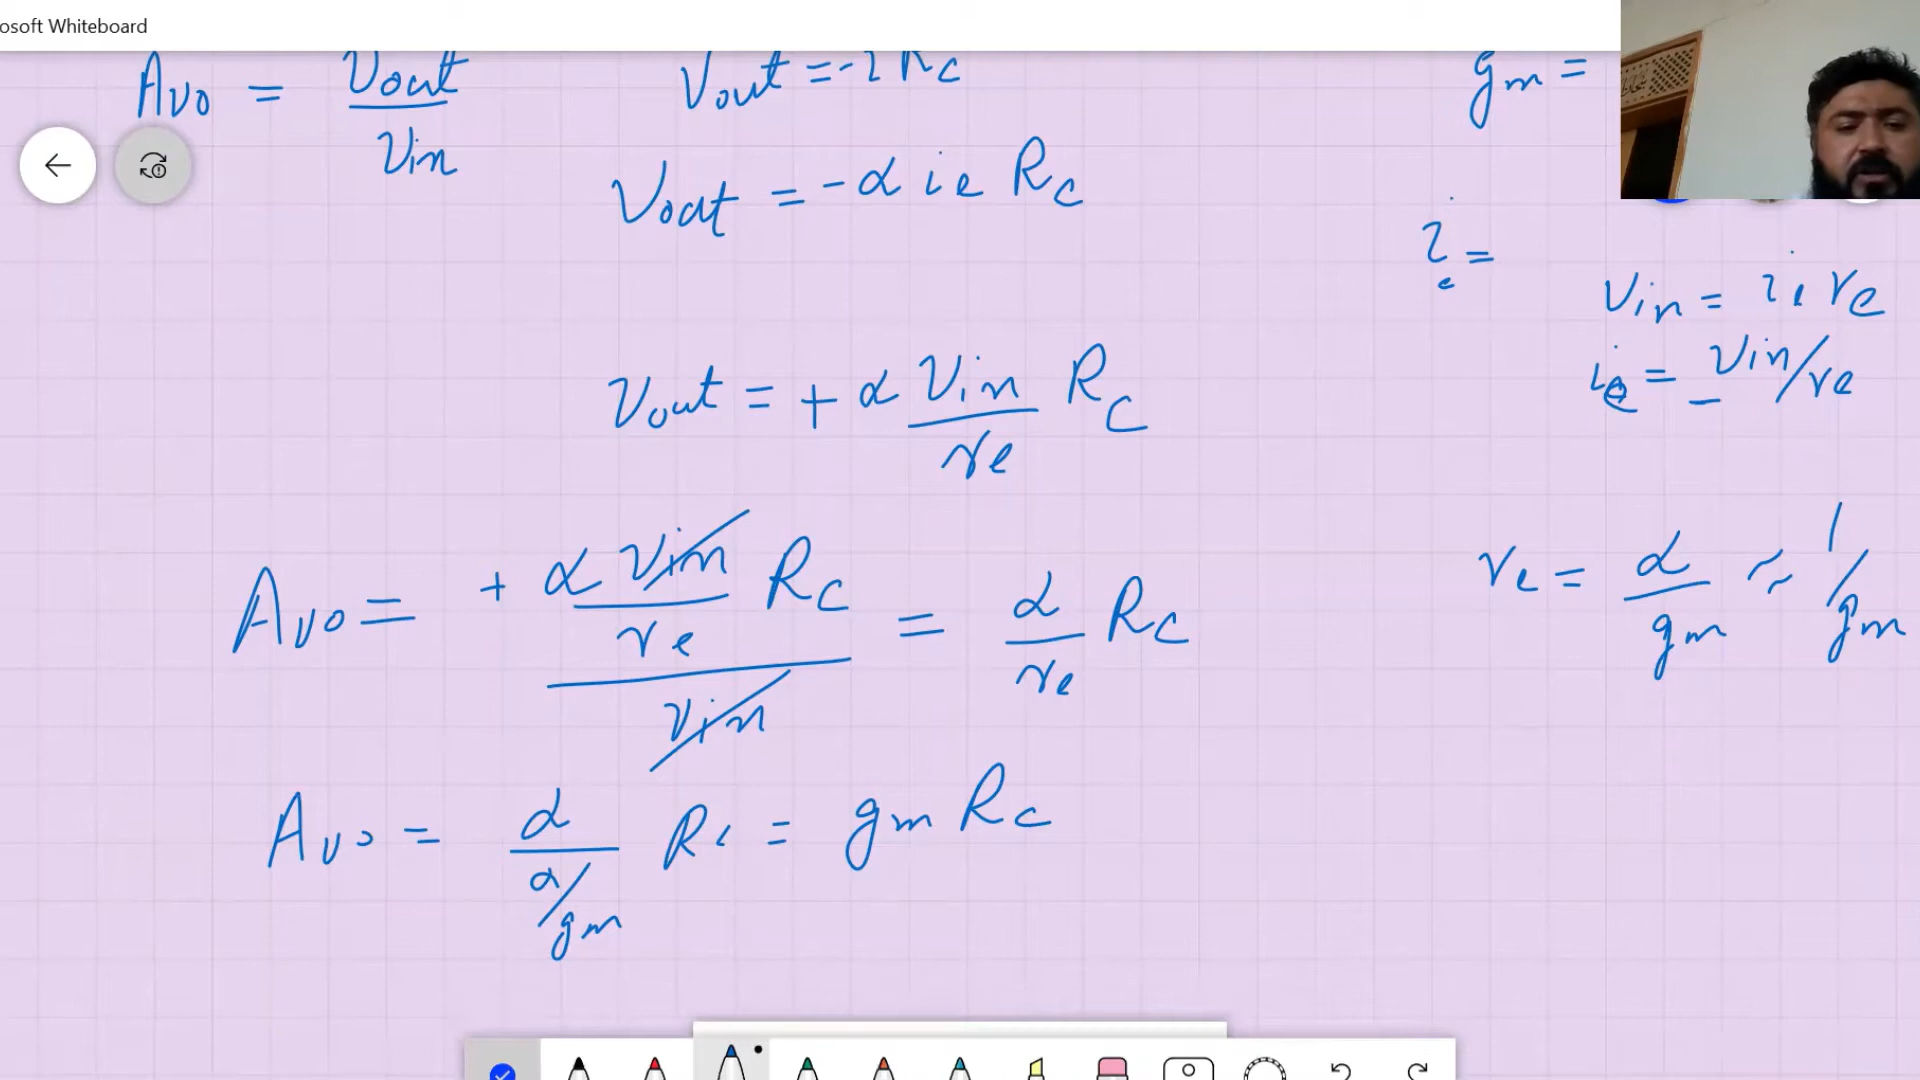 osoft Whiteboard
Avo = Vout / Vin
Vout = -i Rc
gm =
Vout = -α ie Rc
ie =
Vin = ie re
ie = - Vin/re
Vout = + α Vin / re Rc
Avo = + α Vin / re Rc / Vin = α / re Rc
re = α / gm ≈ 1/gm
Avo = α / α/gm Rc = gm Rc